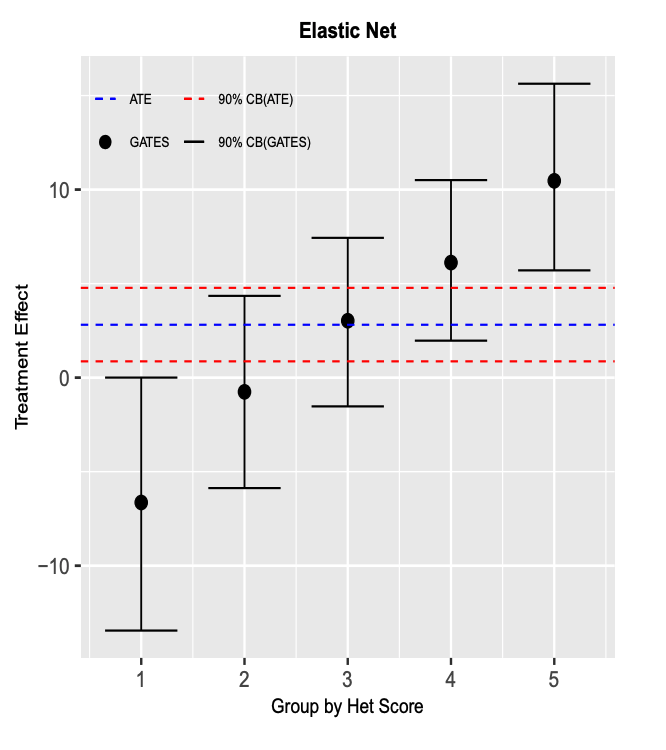 Elastic Net
ATE
90% CB(ATE)
GATES
90% CB(GATES)
Treatment Effect
10
0
−10
1 2 3 4 5
Group by Het Score